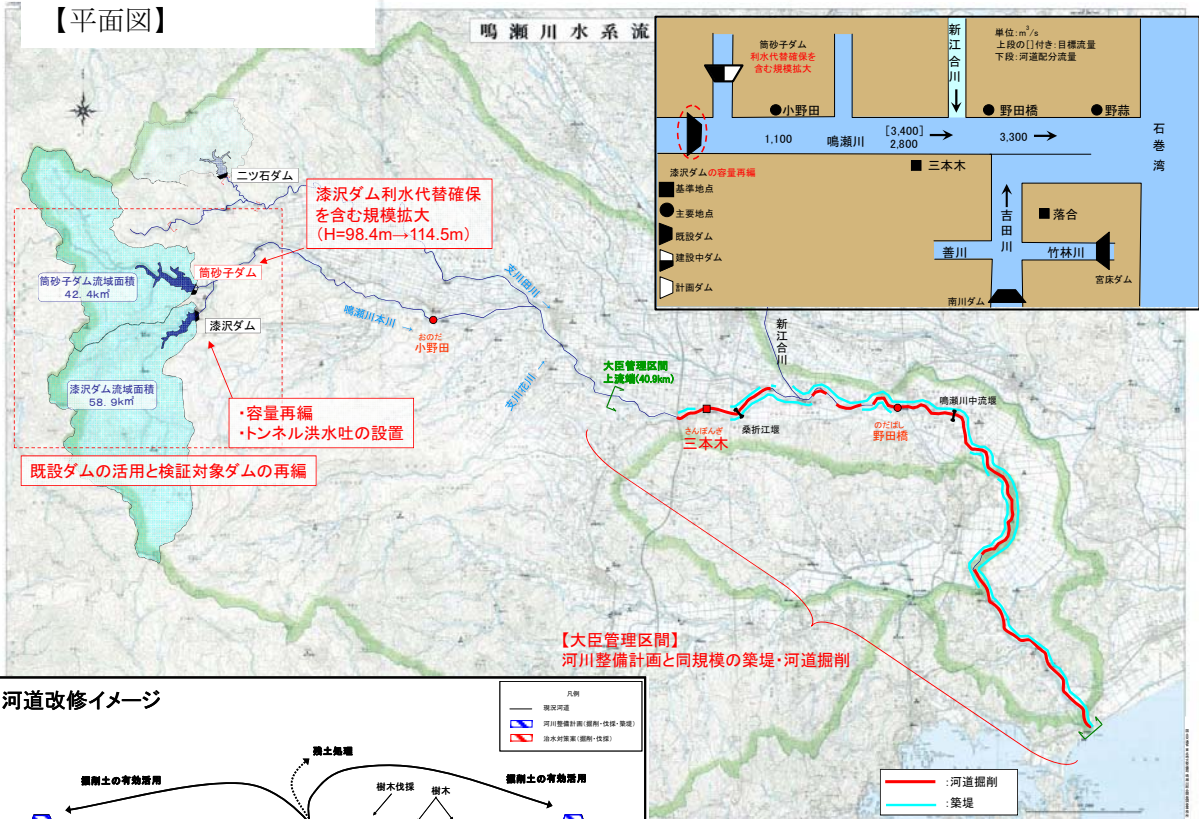 【平面図】
鳴瀬川水系流
筒砂子ダム
利水代替確保を
含む規模拡大
新江合川
単位:m³/s
上段の[]付き:目標流量
下段:河道配分流量
小野田
野田橋
野蒜
1,100
鳴瀬川
[3,400]
2,800
3,300
石巻湾
三本木
漆沢ダムの容量再編
基準地点
主要地点
既設ダム
建設中ダム
計画ダム
吉田川
落合
善川
竹林川
宮床ダム
南川ダム
二ツ石ダム
漆沢ダム利水代替確保
を含む規模拡大
(H=98.4m→114.5m)
筒砂子ダム流域面積
42.4km²
筒砂子ダム
漆沢ダム
漆沢ダム流域面積
58.9km²
・容量再編
・トンネル洪水吐の設置
既設ダムの活用と検証対象ダムの再編
支川田川
鳴瀬川本川
おのだ
小野田
支川花川
新江合川
大臣管理区間
上流端(40.9km)
さんぼんぎ
三本木
桑折江堰
のだばし
野田橋
鳴瀬川中流堰
【大臣管理区間】
河川整備計画と同規模の築堤・河道掘削
河道改修イメージ
凡例
現況河道
河川整備計画(掘削・伐採・築堤)
治水対策案(掘削・伐採)
残土処理
掘削土の有効活用
掘削土の有効活用
樹木伐採
樹木
:河道掘削
:築堤